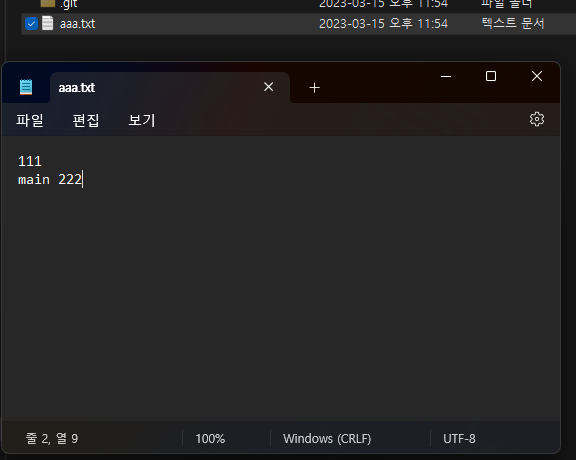 .git 2023-03-15 오후 11:54 파일 폴더
aaa.txt 2023-03-15 오후 11:54 텍스트 문서
aaa.txt
파일 편집 보기
111
main 222
줄 2, 열 9 100% Windows (CRLF) UTF-8